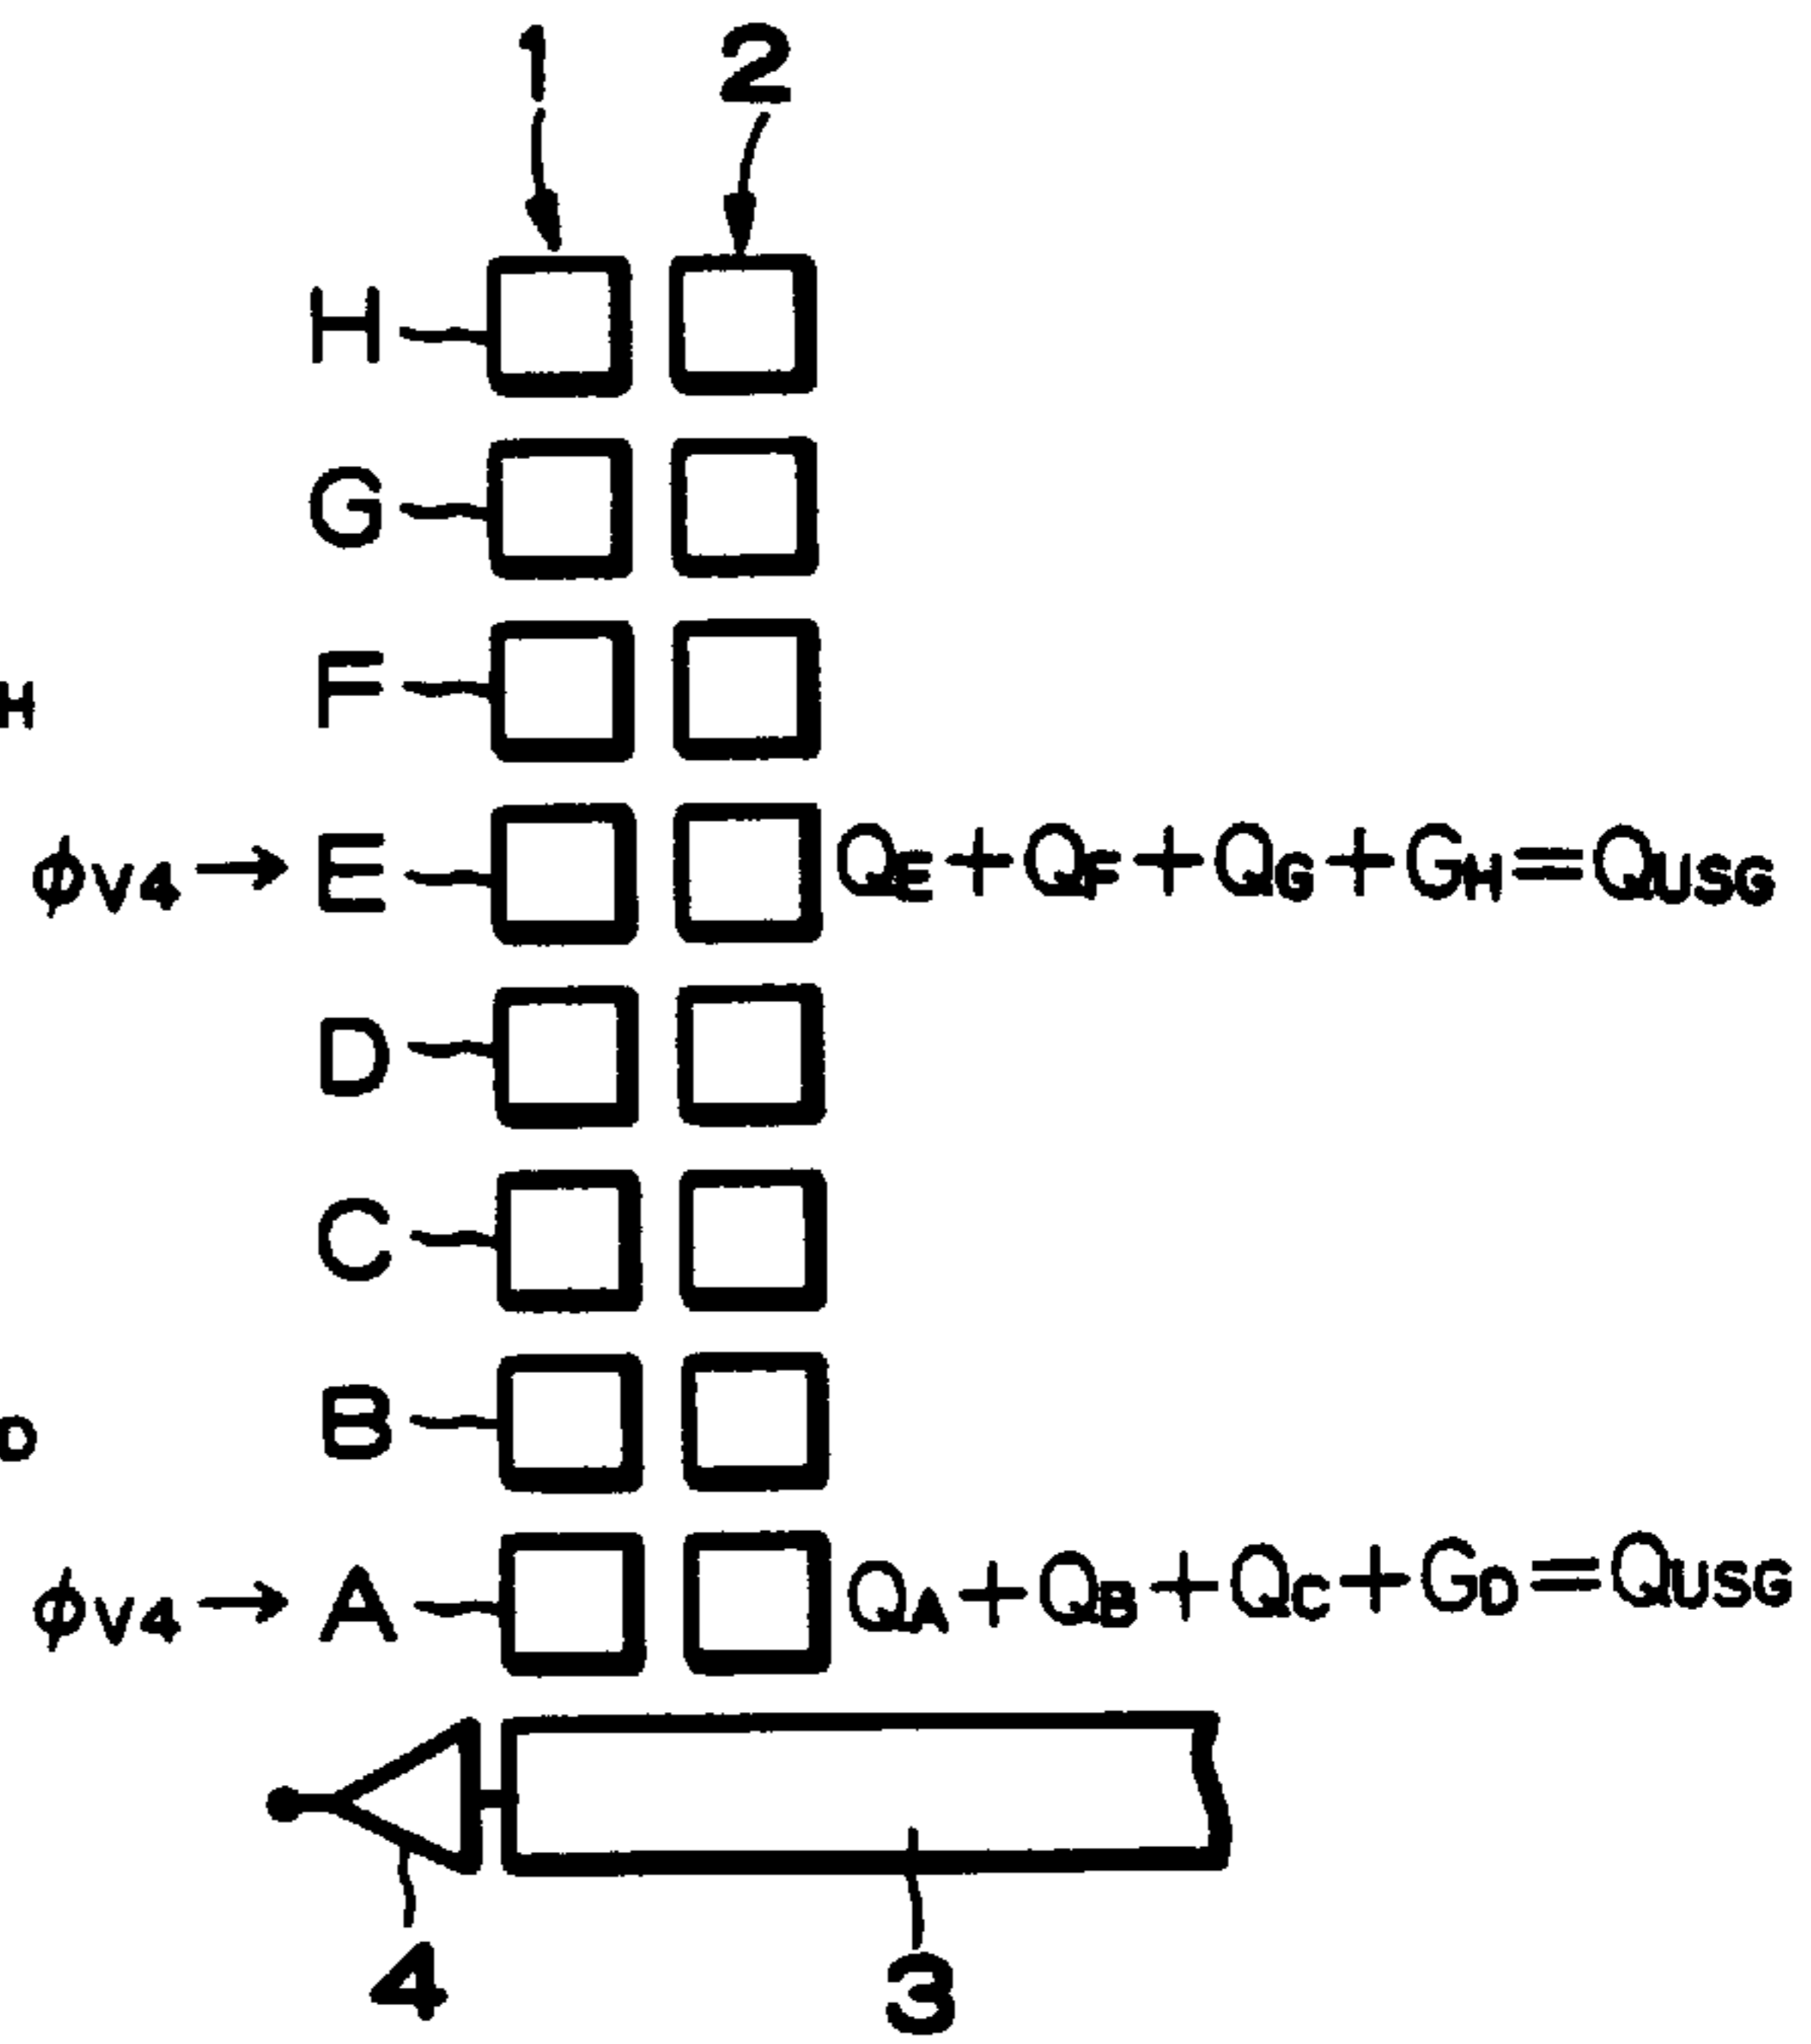 1 2
H
G
H F
ϕV4 → E QE+QF+QG+GH=QUSG
D
C
D B
ϕV4 → A QA+QB+QC+GD=QUSG
4 3